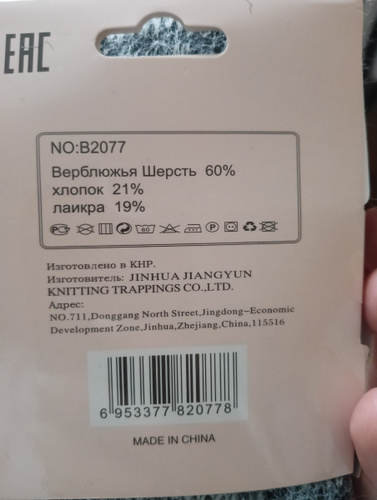 EAC
NO:B2077
Верблюжья Шерсть 60%
хлопок 21%
лаикра 19%
Изготовлено в КНР.
Изготовитель: JINHUA JIANGYUN
KNITTING TRAPPINGS CO.,LTD.
Адрес:
NO.711,Donggang North Street,Jingdong-Economic
Development Zone,Jinhua,Zhejiang,China,115516
6 953377 820778
MADE IN CHINA